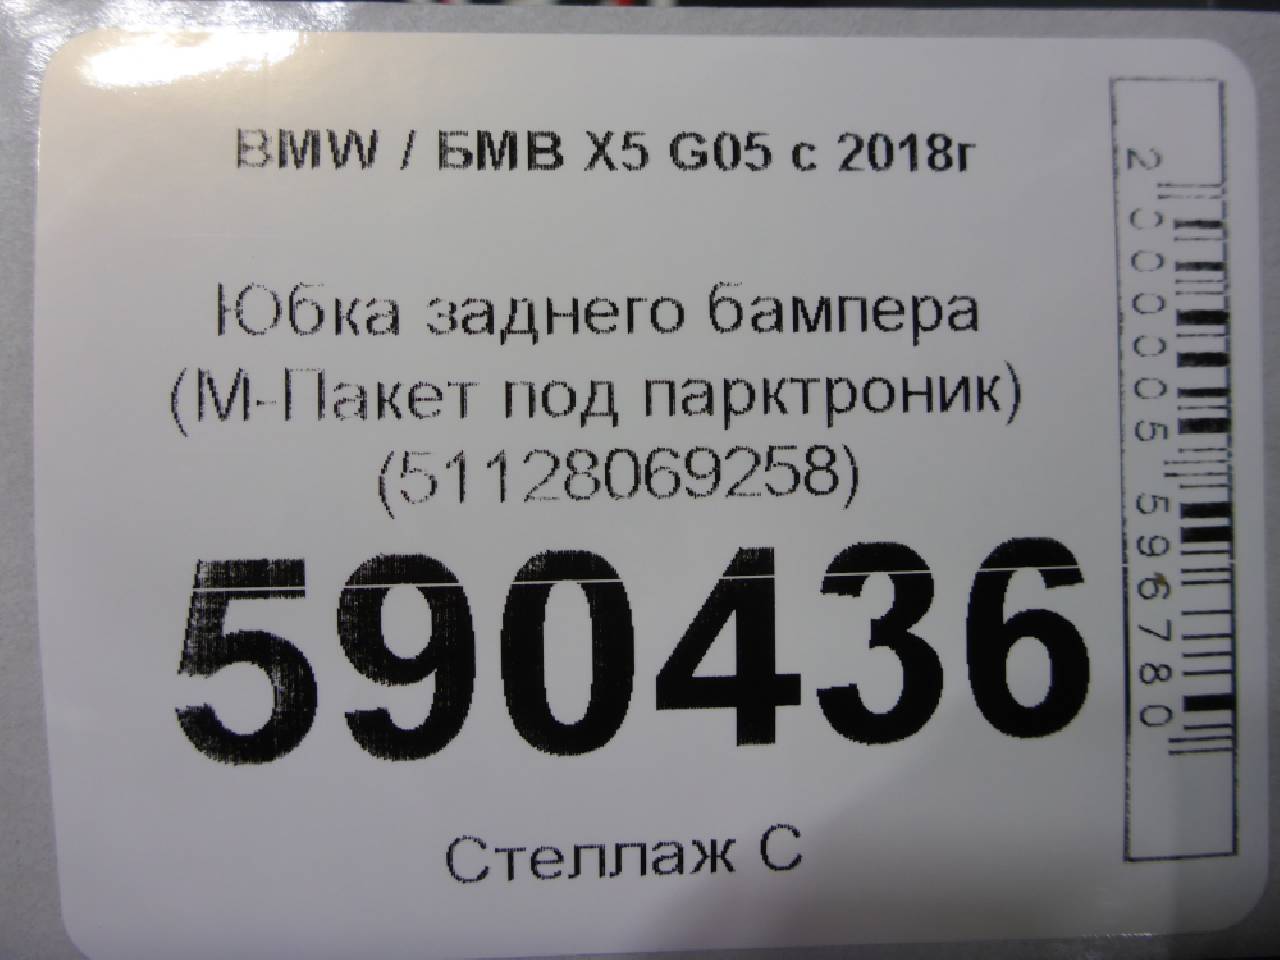 BMW / БМВ X5 G05 с 2018г
Юбка заднего бампера
(М-Пакет под парктроник)
(51128069258)
590436
Стеллаж С
2000005596780